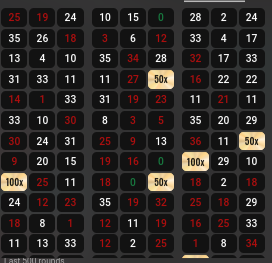 25 19 24 10 15 0 28 2 24
35 26 18 3 6 12 33 4 17
13 4 10 35 34 28 32 17 33
31 33 11 11 27 50x 16 22 22
14 1 33 31 19 23 11 21 11
33 10 30 8 3 5 35 20 29
30 24 31 25 9 13 36 11 50x
9 20 15 19 16 0 100x 29 10
100x 25 11 18 0 50x 18 2 18
24 12 23 35 19 32 25 18 29
18 8 1 12 11 19 16 25 33
11 13 33 12 2 25 1 8 34
Last 500 rounds